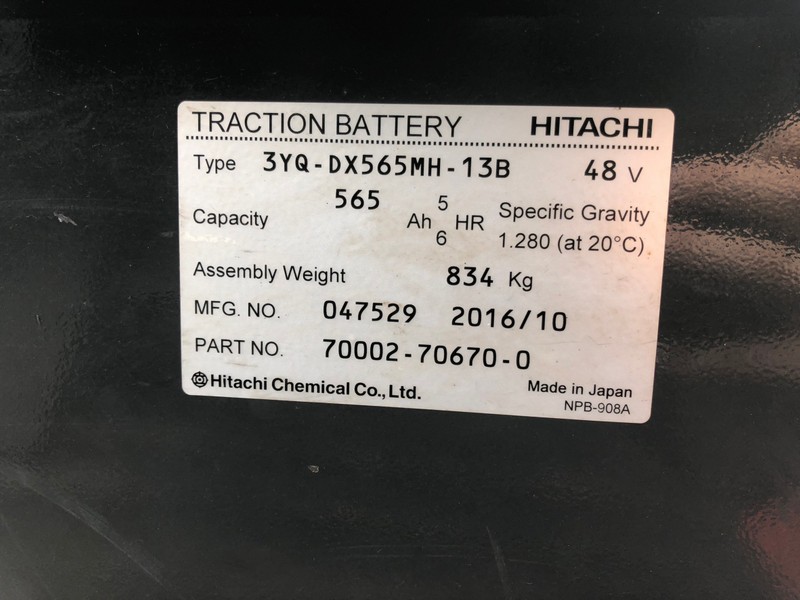 TRACTION BATTERY HITACHI
Type 3YQ-DX565MH-13B 48 V
Capacity 565 Ah 5 HR Specific Gravity
6 1.280 (at 20°C)
Assembly Weight 834 Kg
MFG. NO. 047529 2016/10
PART NO. 70002-70670-0
Hitachi Chemical Co., Ltd. Made in Japan
NPB-908A